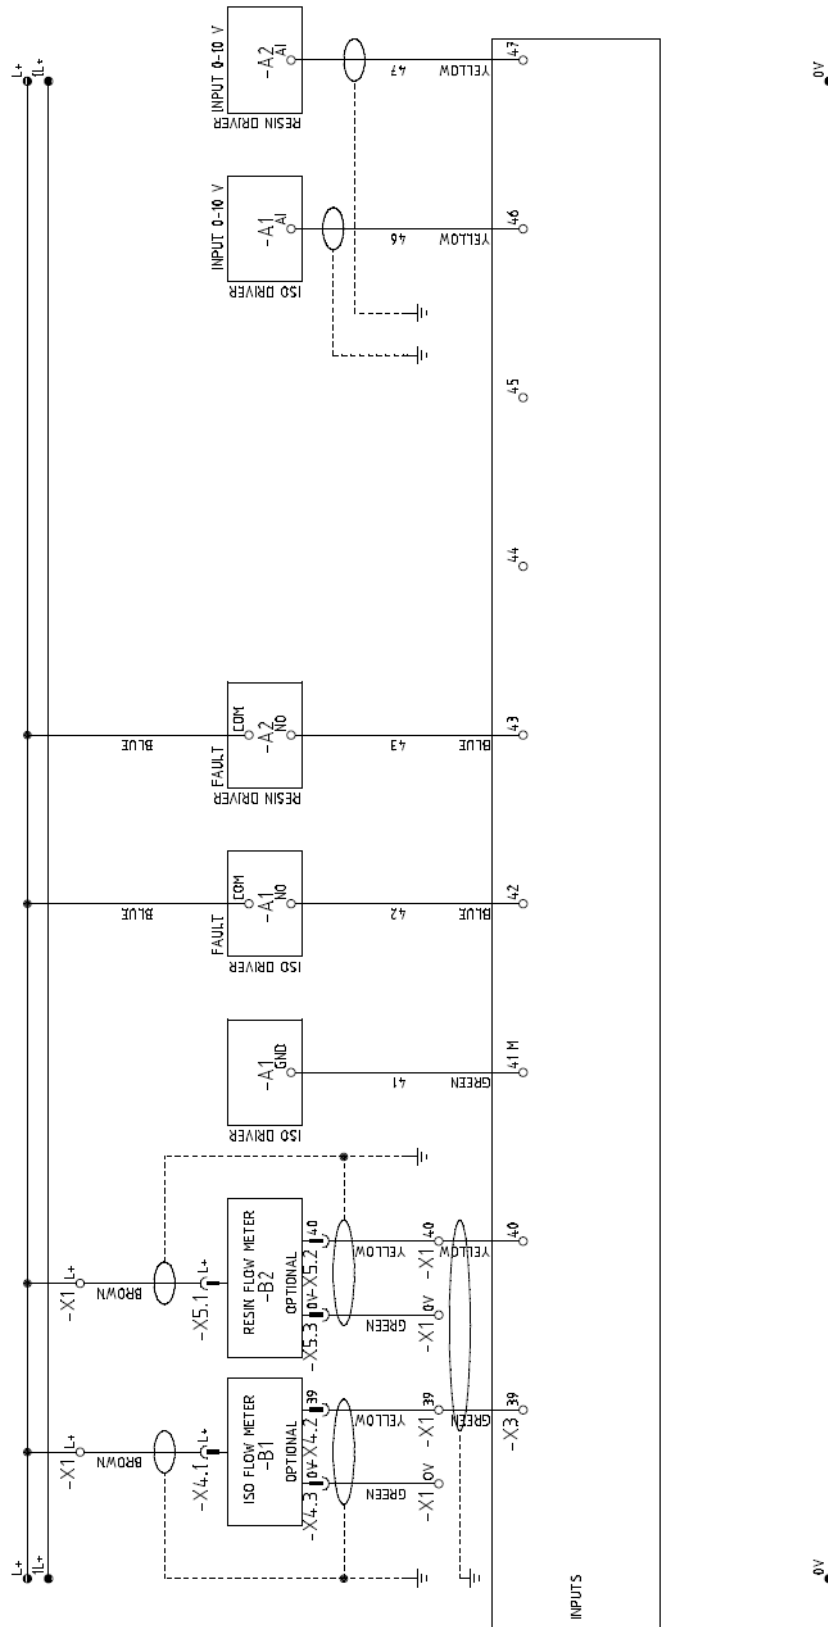 L+
1L+
0V
INPUT 0-10 V
-A2
AI
RESIN DRIVER
47
YELLOW
47
INPUT 0-10 V
-A1
AI
ISO DRIVER
46
YELLOW
46
45
44
BLUE
FAULT
COM
-A2
NO
RESIN DRIVER
43
BLUE
43
BLUE
FAULT
COM
-A1
NO
ISO DRIVER
42
BLUE
42
-A1
GND
ISO DRIVER
41
GREEN
41 M
-X1 L+
BROWN
-X5.1 L+
RESIN FLOW METER
-B2
OPTIONAL
-X5.2 40
YELLOW
-X1 40
YELLOW
40
-X5.3 0V
GREEN
-X1 0V
-X1 L+
BROWN
-X4.1 L+
ISO FLOW METER
-B1
OPTIONAL
-X4.2 39
YELLOW
-X1 39
GREEN
-X3 39
-X4.3 0V
GREEN
-X1 0V
L+
1L+
INPUTS
0V